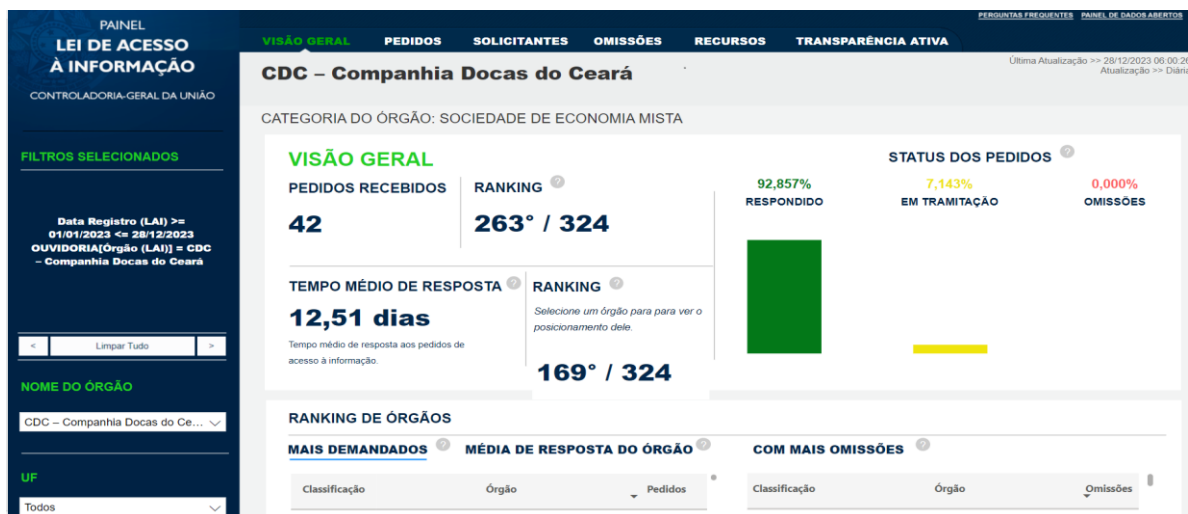 PAINEL
LEI DE ACESSO
À INFORMAÇÃO
CONTROLADORIA-GERAL DA UNIÃO
FILTROS SELECIONADOS
Data Registro (LAI) >=
01/01/2023 <= 28/12/2023
OUVIDORIA[Órgão (LAI)] = CDC
– Companhia Docas do Ceará
< Limpar Tudo >
NOME DO ÓRGÃO
CDC – Companhia Docas do Ce...
UF
Todos
PERGUNTAS FREQUENTES PAINEL DE DADOS ABERTOS
VISÃO GERAL PEDIDOS SOLICITANTES OMISSÕES RECURSOS TRANSPARÊNCIA ATIVA
CDC – Companhia Docas do Ceará
Última Atualização >> 28/12/2023 06:00:26
Atualização >> Diária
CATEGORIA DO ÓRGÃO: SOCIEDADE DE ECONOMIA MISTA
VISÃO GERAL
PEDIDOS RECEBIDOS
42
RANKING ?
263° / 324
TEMPO MÉDIO DE RESPOSTA ?
12,51 dias
Tempo médio de resposta aos pedidos de
acesso à informação.
RANKING ?
Selecione um órgão para para ver o
posicionamento dele.
169° / 324
STATUS DOS PEDIDOS ?
92,857% 7,143% 0,000%
RESPONDIDO EM TRAMITAÇÃO OMISSÕES
RANKING DE ÓRGÃOS
MAIS DEMANDADOS ? MÉDIA DE RESPOSTA DO ÓRGÃO ? COM MAIS OMISSÕES ?
Classificação Órgão Pedidos
Classificação Órgão Omissões